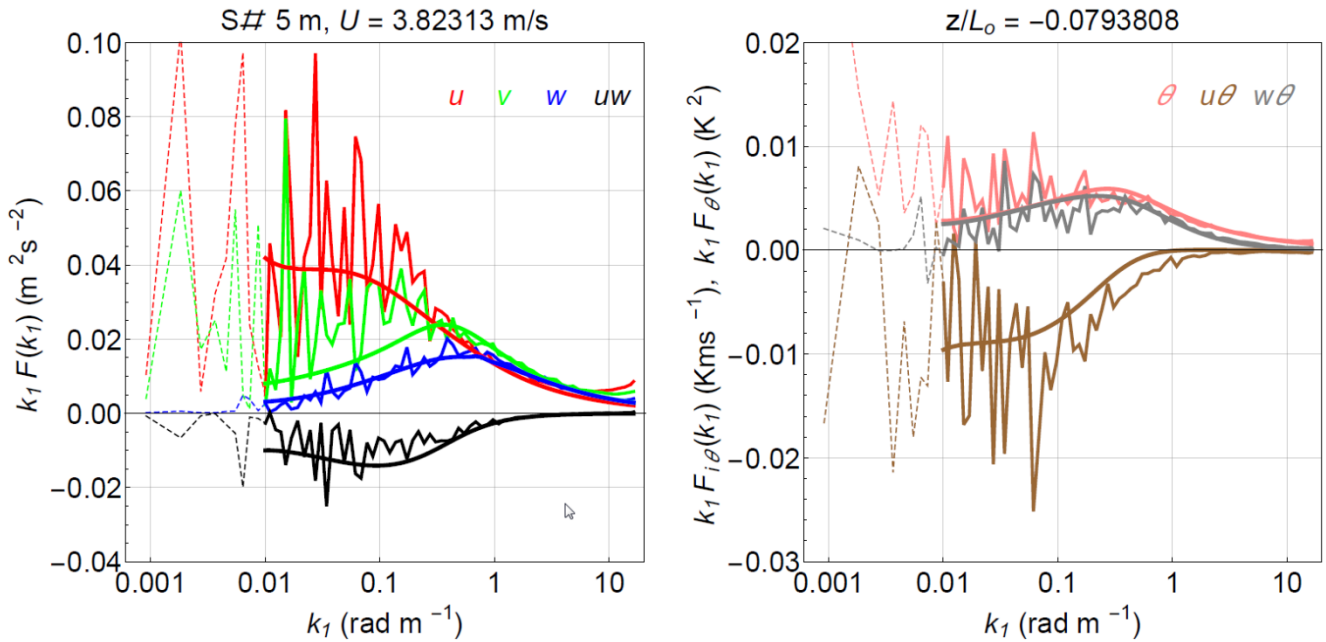 S# 5 m, U = 3.82313 m/s
u v w uw
k₁ F(k₁) (m² s⁻²)
0.10
0.08
0.06
0.04
0.02
0.00
−0.02
−0.04
0.001 0.01 0.1 1 10
k₁ (rad m⁻¹)
z/Lₒ = −0.0793808
θ uθ wθ
k₁ Fᵢθ(k₁) (Kms⁻¹), k₁ Fθ(k₁) (K²)
0.02
0.01
0.00
−0.01
−0.02
−0.03
0.001 0.01 0.1 1 10
k₁ (rad m⁻¹)